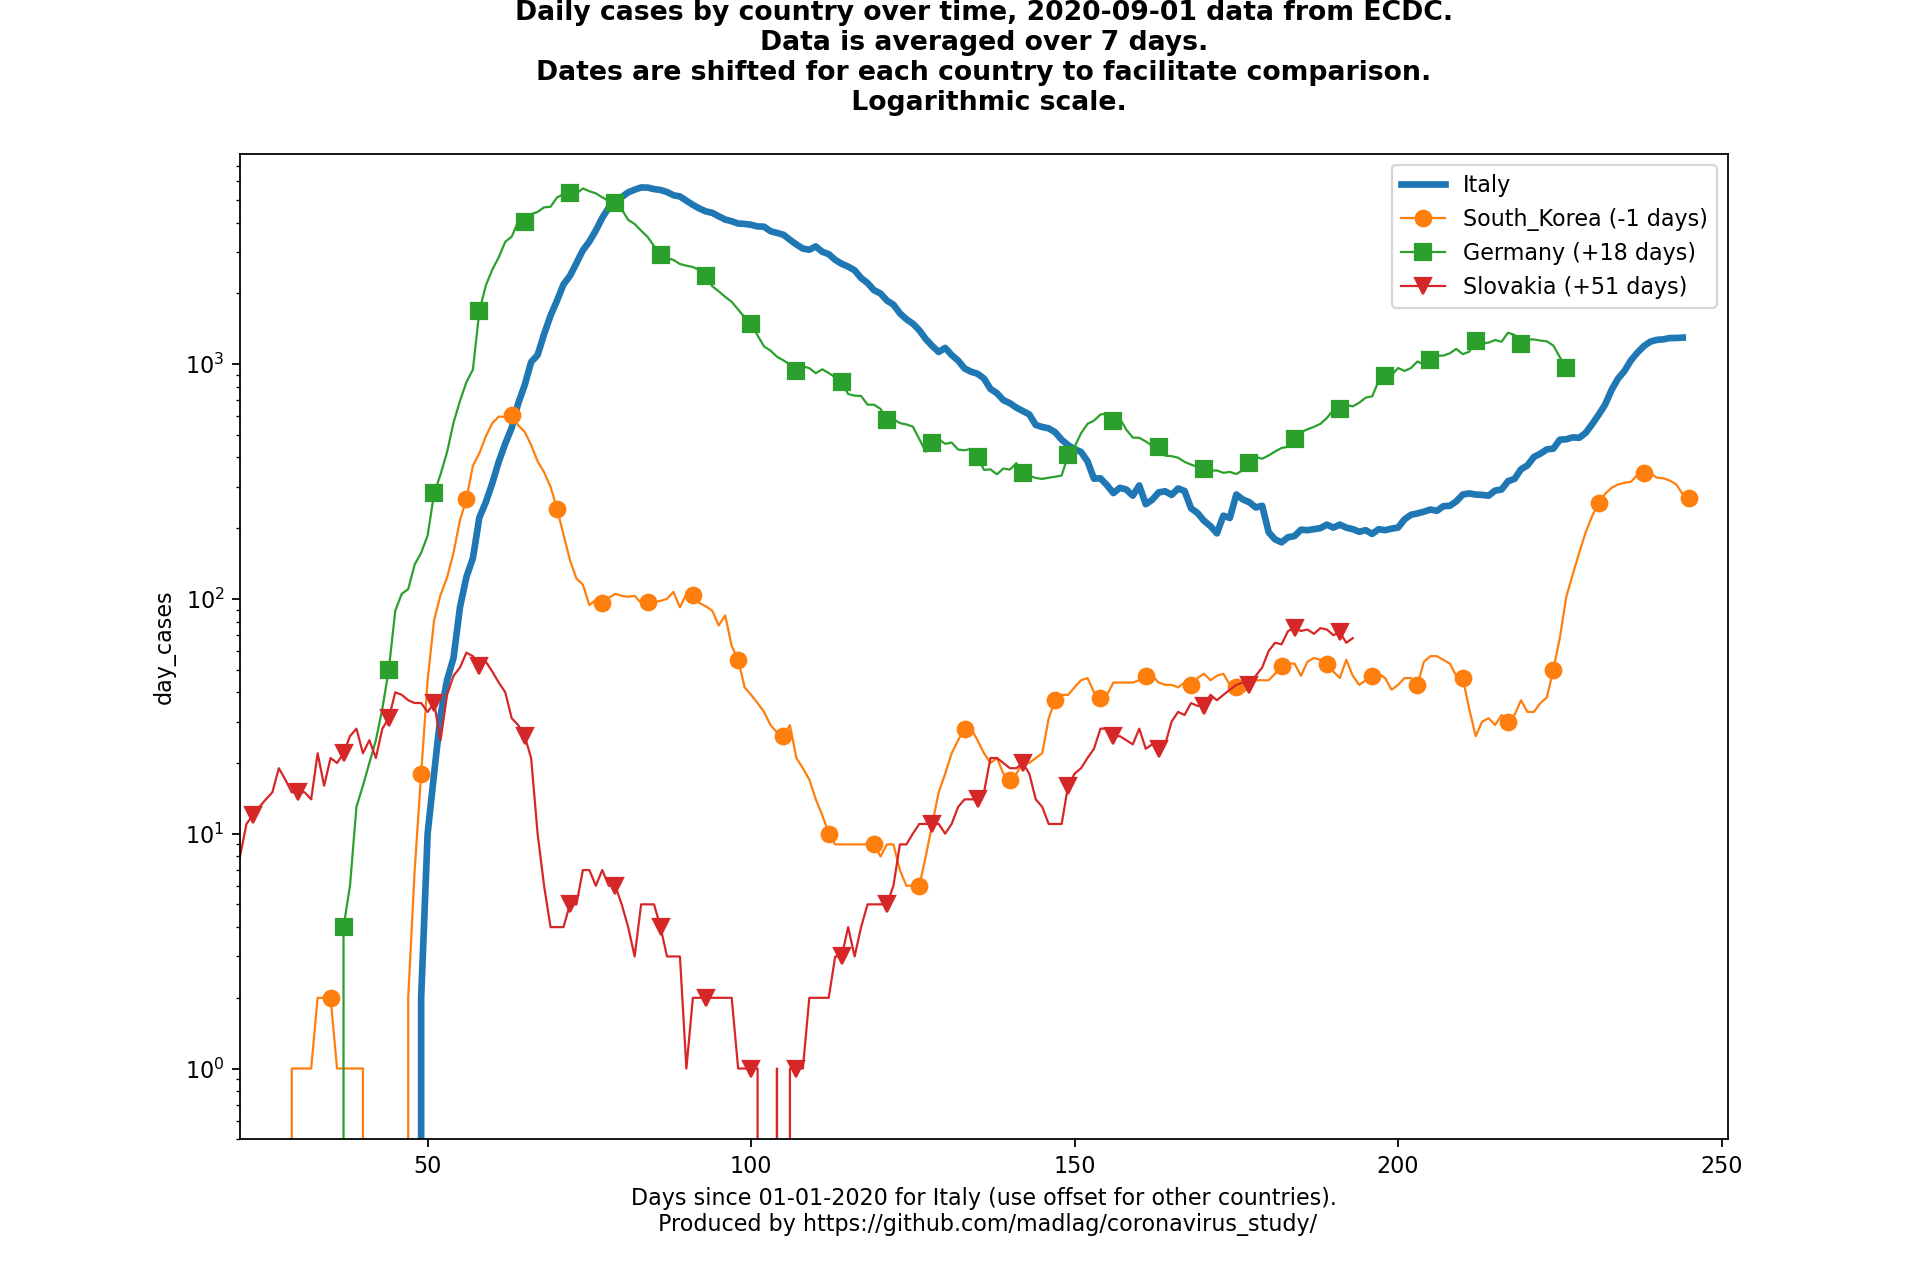 Daily cases by country over time, 2020-09-01 data from ECDC.
Data is averaged over 7 days.
Dates are shifted for each country to facilitate comparison.
Logarithmic scale.
Italy
South_Korea (-1 days)
Germany (+18 days)
Slovakia (+51 days)
day_cases
10³
10²
10¹
10⁰
50
100
150
200
250
Days since 01-01-2020 for Italy (use offset for other countries).
Produced by https://github.com/madlag/coronavirus_study/